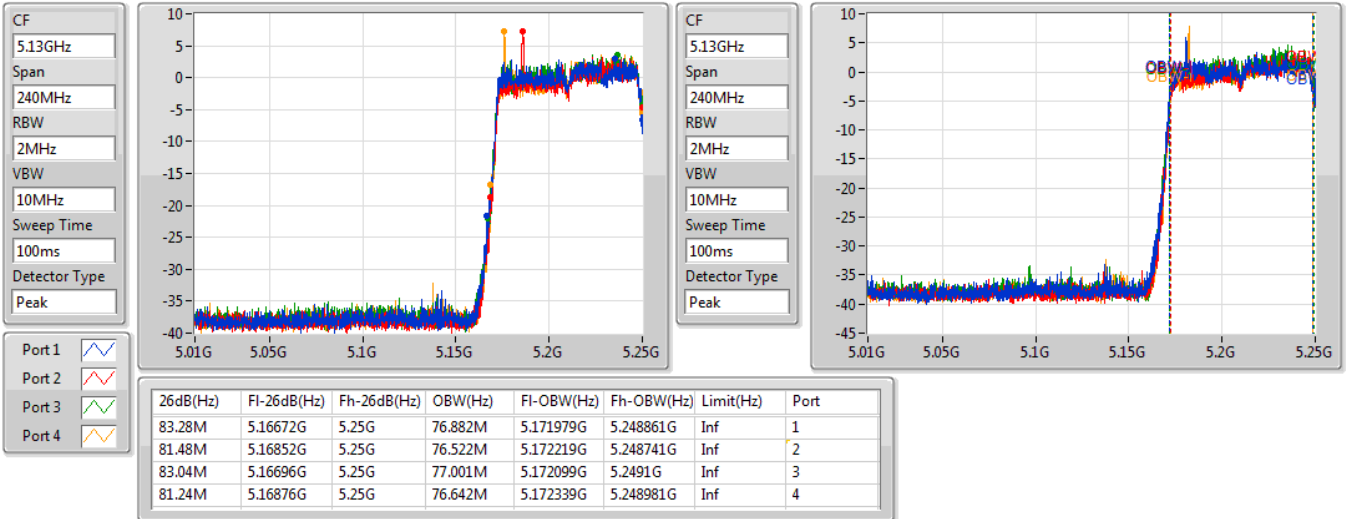 CF
5.13GHz
Span
240MHz
RBW
2MHz
VBW
10MHz
Sweep Time
100ms
Detector Type
Peak
10
5
0
-5
-10
-15
-20
-25
-30
-35
-40
5.01G 5.05G 5.1G 5.15G 5.2G 5.25G
CF
5.13GHz
Span
240MHz
RBW
2MHz
VBW
10MHz
Sweep Time
100ms
Detector Type
Peak
10
5
0
-5
-10
-15
-20
-25
-30
-35
-40
-45
5.01G 5.05G 5.1G 5.15G 5.2G 5.25G
OBW
OBW
Port 1
Port 2
Port 3
Port 4
26dB(Hz) Fl-26dB(Hz) Fh-26dB(Hz) OBW(Hz) Fl-OBW(Hz) Fh-OBW(Hz) Limit(Hz) Port
83.28M 5.16672G 5.25G 76.882M 5.171979G 5.248861G Inf 1
81.48M 5.16852G 5.25G 76.522M 5.172219G 5.248741G Inf 2
83.04M 5.16696G 5.25G 77.001M 5.172099G 5.2491G Inf 3
81.24M 5.16876G 5.25G 76.642M 5.172339G 5.248981G Inf 4